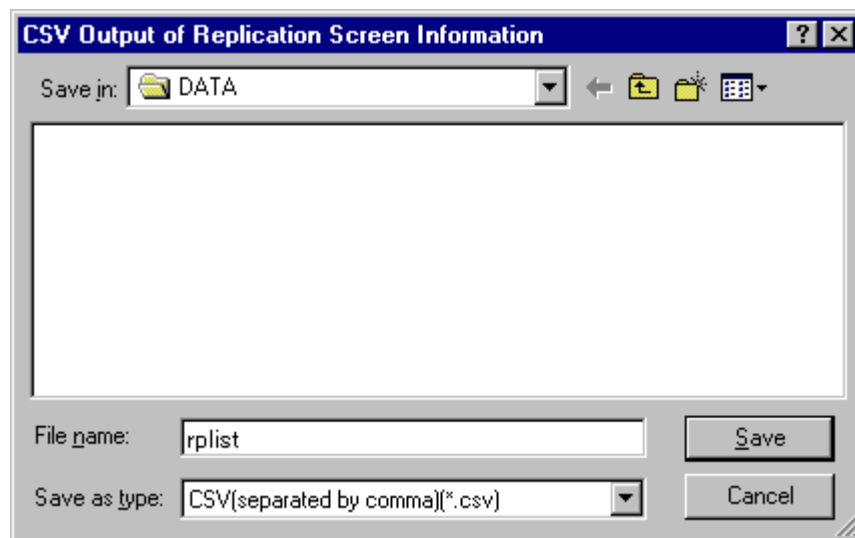 CSV Output of Replication Screen Information
Save in: DATA
File name: rplist
Save
Save as type: CSV(separated by comma)(*.csv)
Cancel